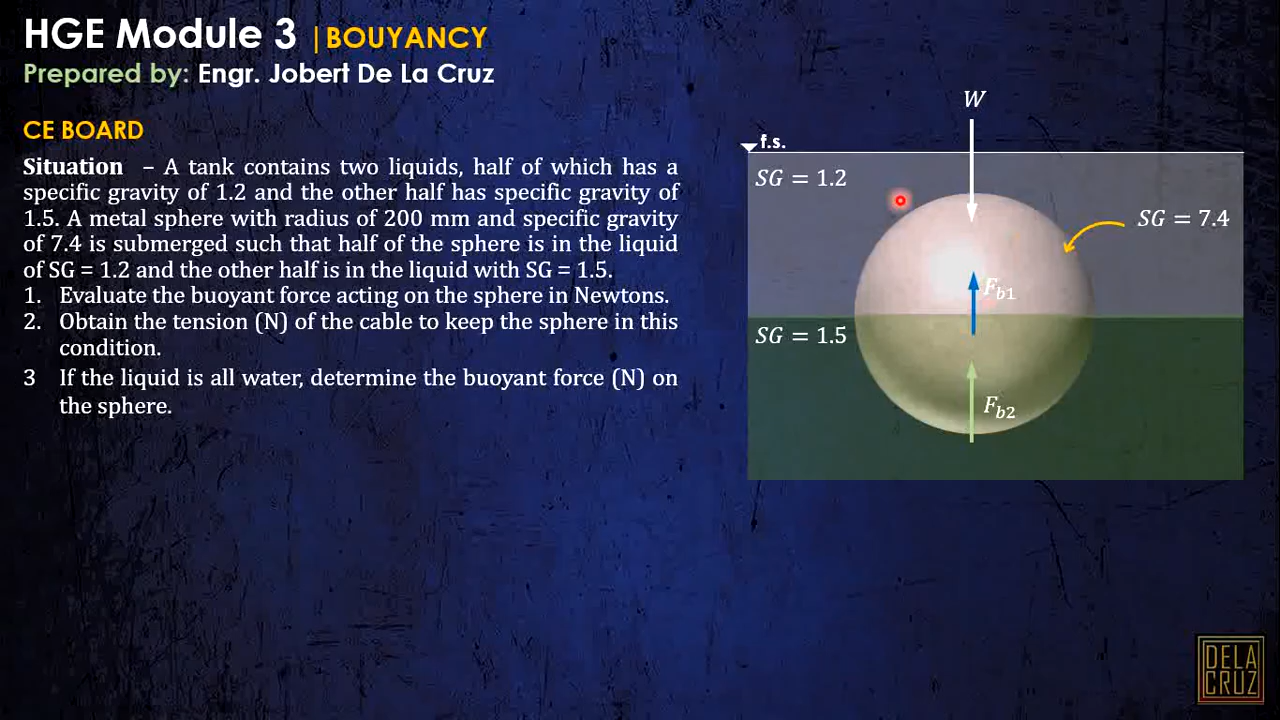 HGE Module 3 | BOUYANCY
Prepared by: Engr. Jobert De La Cruz
CE BOARD
Situation – A tank contains two liquids, half of which has a
specific gravity of 1.2 and the other half has specific gravity of
1.5. A metal sphere with radius of 200 mm and specific gravity
of 7.4 is submerged such that half of the sphere is in the liquid
of SG = 1.2 and the other half is in the liquid with SG = 1.5.
1. Evaluate the buoyant force acting on the sphere in Newtons.
2. Obtain the tension (N) of the cable to keep the sphere in this
condition.
3 If the liquid is all water, determine the buoyant force (N) on
the sphere.
W
f.s.
SG = 1.2
SG = 7.4
F_b1
SG = 1.5
F_b2
DELA
CRUZ